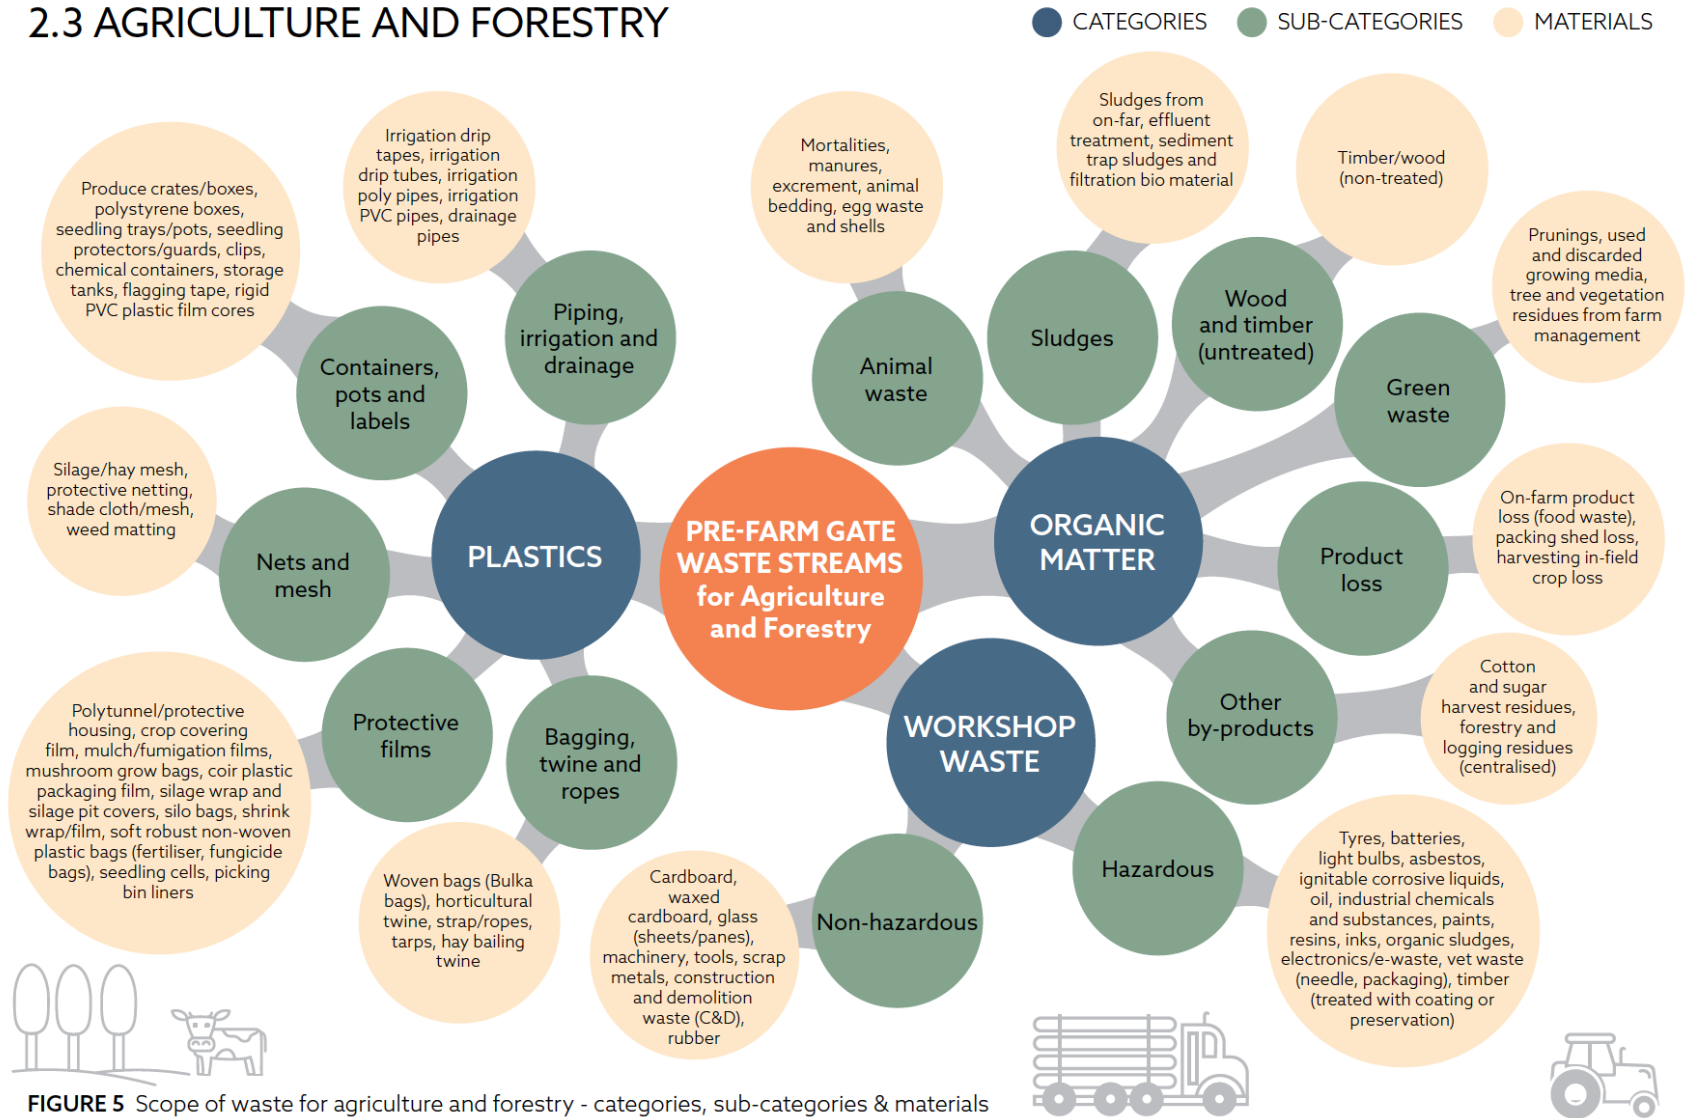 2.3 AGRICULTURE AND FORESTRY
CATEGORIES
SUB-CATEGORIES
MATERIALS
Produce crates/boxes,
polystyrene boxes,
seedling trays/pots, seedling
protectors/guards, clips,
chemical containers, storage
tanks, flagging tape, rigid
PVC plastic film cores
Irrigation drip
tapes, irrigation
drip tubes, irrigation
poly pipes, irrigation
PVC pipes, drainage
pipes
Containers,
pots and
labels
Piping,
irrigation and
drainage
Silage/hay mesh,
protective netting,
shade cloth/mesh,
weed matting
Nets and
mesh
PLASTICS
Polytunnel/protective
housing, crop covering
film, mulch/fumigation films,
mushroom grow bags, coir plastic
packaging film, silage wrap and
silage pit covers, silo bags, shrink
wrap/film, soft robust non-woven
plastic bags (fertiliser, fungicide
bags), seedling cells, picking
bin liners
Protective
films
Bagging,
twine and
ropes
Woven bags (Bulka
bags), horticultural
twine, strap/ropes,
tarps, hay bailing
twine
PRE-FARM GATE
WASTE STREAMS
for Agriculture
and Forestry
Mortalities,
manures,
excrement, animal
bedding, egg waste
and shells
Animal
waste
Sludges from
on-far, effluent
treatment, sediment
trap sludges and
filtration bio material
Sludges
Timber/wood
(non-treated)
Wood
and timber
(untreated)
Prunings, used
and discarded
growing media,
tree and vegetation
residues from farm
management
Green
waste
ORGANIC
MATTER
On-farm product
loss (food waste),
packing shed loss,
harvesting in-field
crop loss
Product
loss
Cotton
and sugar
harvest residues,
forestry and
logging residues
(centralised)
Other
by-products
WORKSHOP
WASTE
Hazardous
Tyres, batteries,
light bulbs, asbestos,
ignitable corrosive liquids,
oil, industrial chemicals
and substances, paints,
resins, inks, organic sludges,
electronics/e-waste, vet waste
(needle, packaging), timber
(treated with coating or
preservation)
Non-hazardous
Cardboard,
waxed
cardboard, glass
(sheets/panes),
machinery, tools, scrap
metals, construction
and demolition
waste (C&D),
rubber
FIGURE 5 Scope of waste for agriculture and forestry - categories, sub-categories & materials